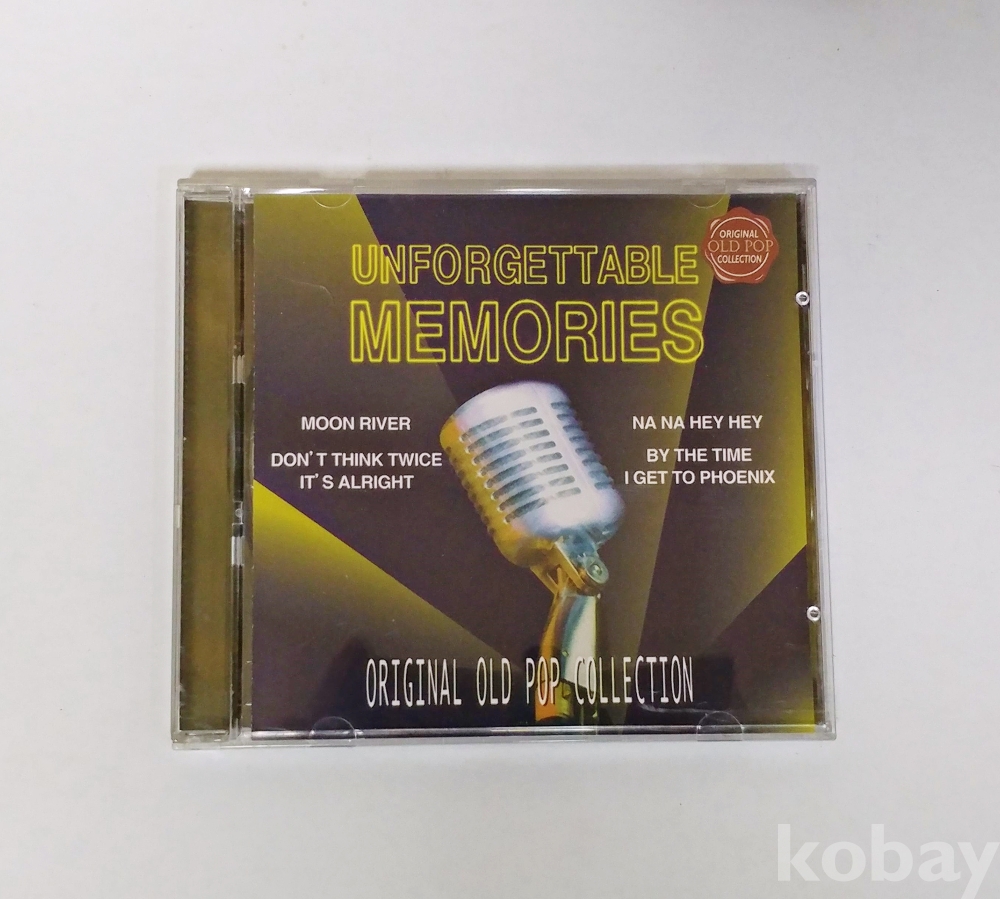 UNFORGETTABLE
MEMORIES
ORIGINAL
OLD POP
COLLECTION
MOON RIVER
DON'T THINK TWICE
IT'S ALRIGHT
NA NA HEY HEY
BY THE TIME
I GET TO PHOENIX
ORIGINAL OLD POP COLLECTION
kobay